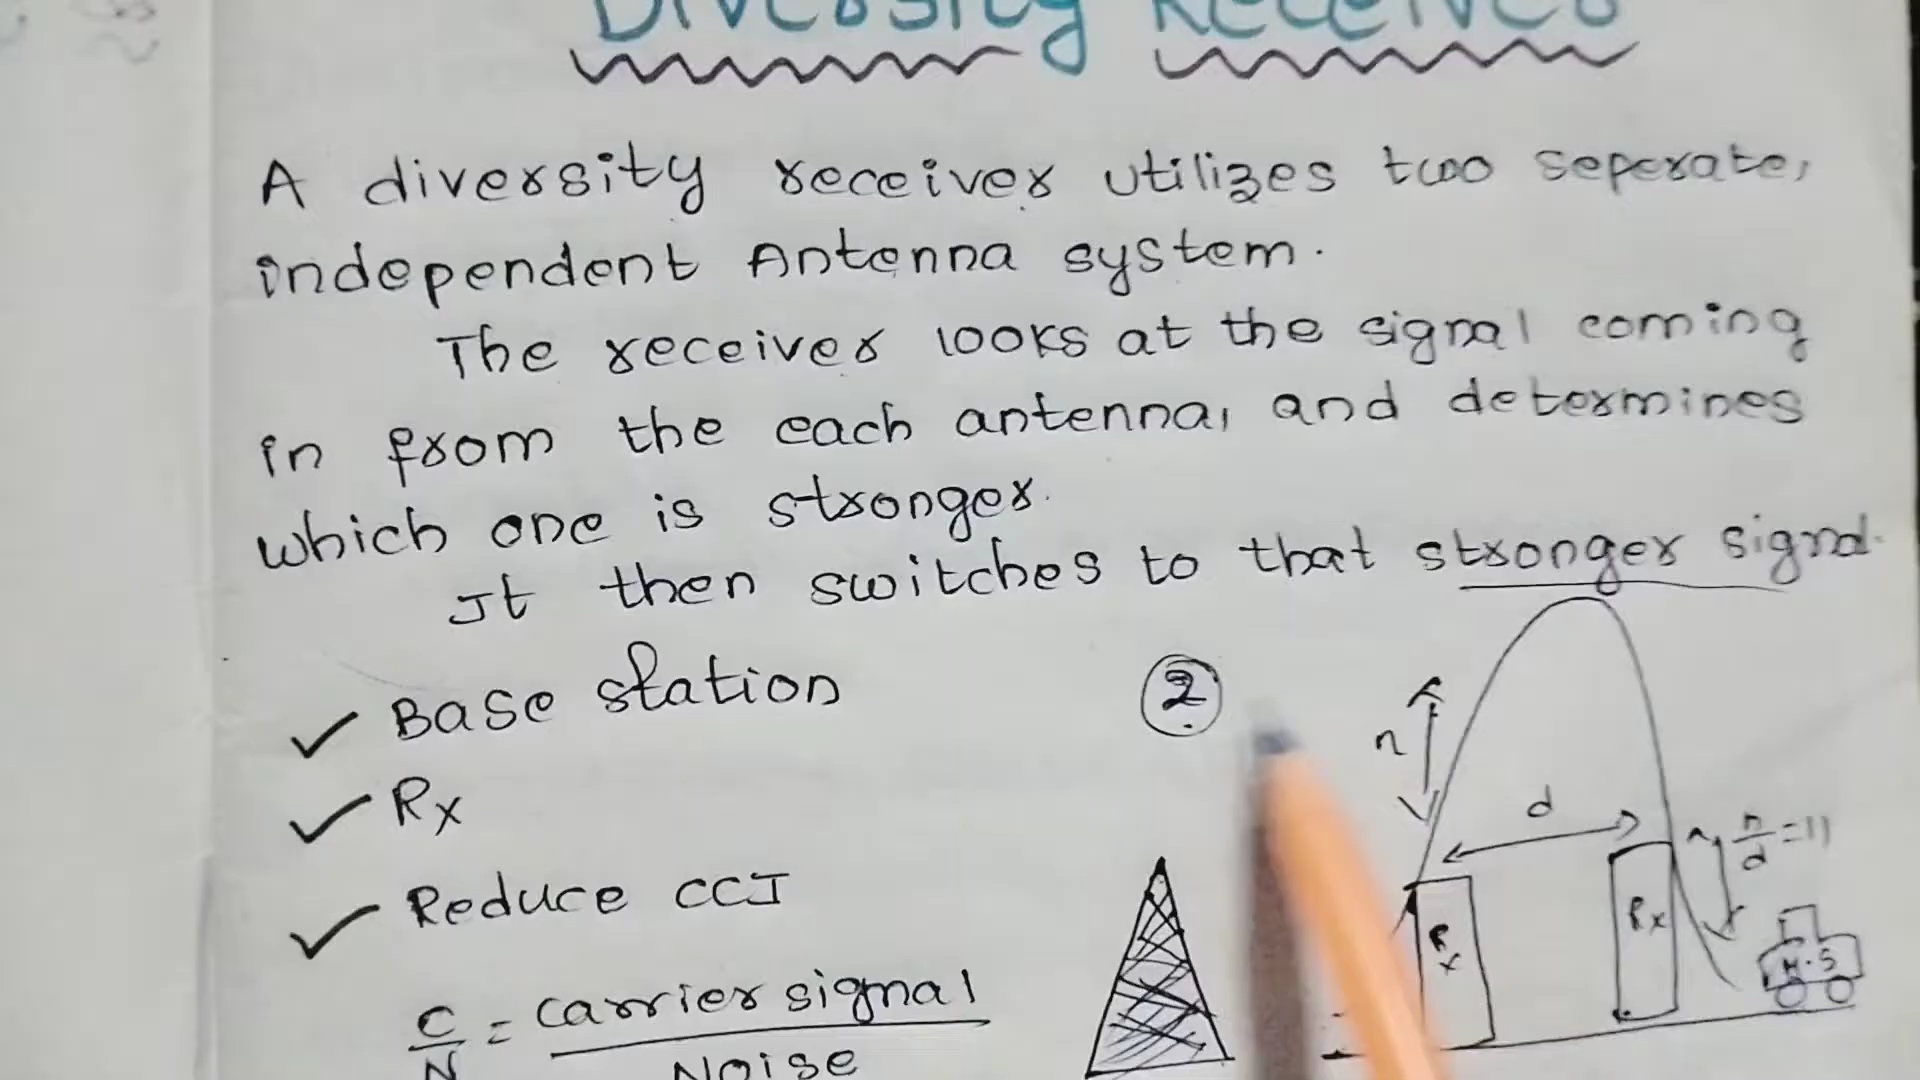 Diversity Receiver
A diversity receiver utilizes two seperate,
independent Antenna system.
The receiver looks at the signal coming
in from the each antenna, and determines
which one is stronger.
It then switches to that stronger signal.
✓ Base station
✓ Rx
✓ Reduce CCI
C/N = carrier signal / Noise
2
n
d
n/d = 11
Rx
Rx
M.S